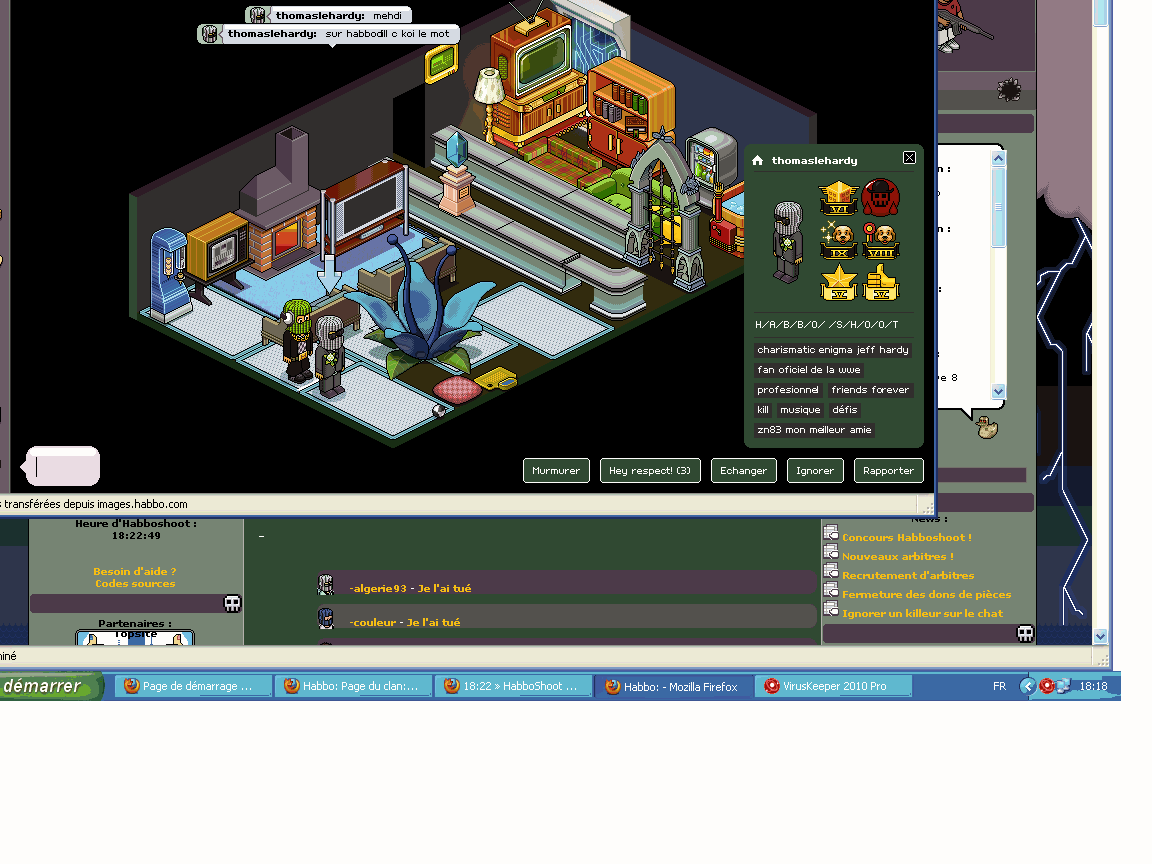 thomaslehardy: mehdi
thomaslehardy: sur habbodill c koi le mot
thomaslehardy
H/A/B/B/O/ /S/H/O/O/T
charismatic enigma jeff hardy
fan oficiel de la wwe
profesionnel friends forever
kill musique défis
zn83 mon meilleur amie
Murmurer Hey respect! (3) Echanger Ignorer Rapporter
n :
n :
:
:
e 8
s transférées depuis images.habbo.com
Heure d'Habboshoot :
18:22:49
Besoin d'aide ?
Codes sources
Partenaires :
Topsite
-
-algerie93 - Je l'ai tué
-couleur - Je l'ai tué
News :
Concours Habboshoot !
Nouveaux arbitres !
Recrutement d'arbitres
Fermeture des dons de pièces
Ignorer un killeur sur le chat
niné
démarrer Page de démarrage ... Habbo: Page du clan:... 18:22 » HabboShoot ... Habbo: - Mozilla Firefox VirusKeeper 2010 Pro FR 18:18